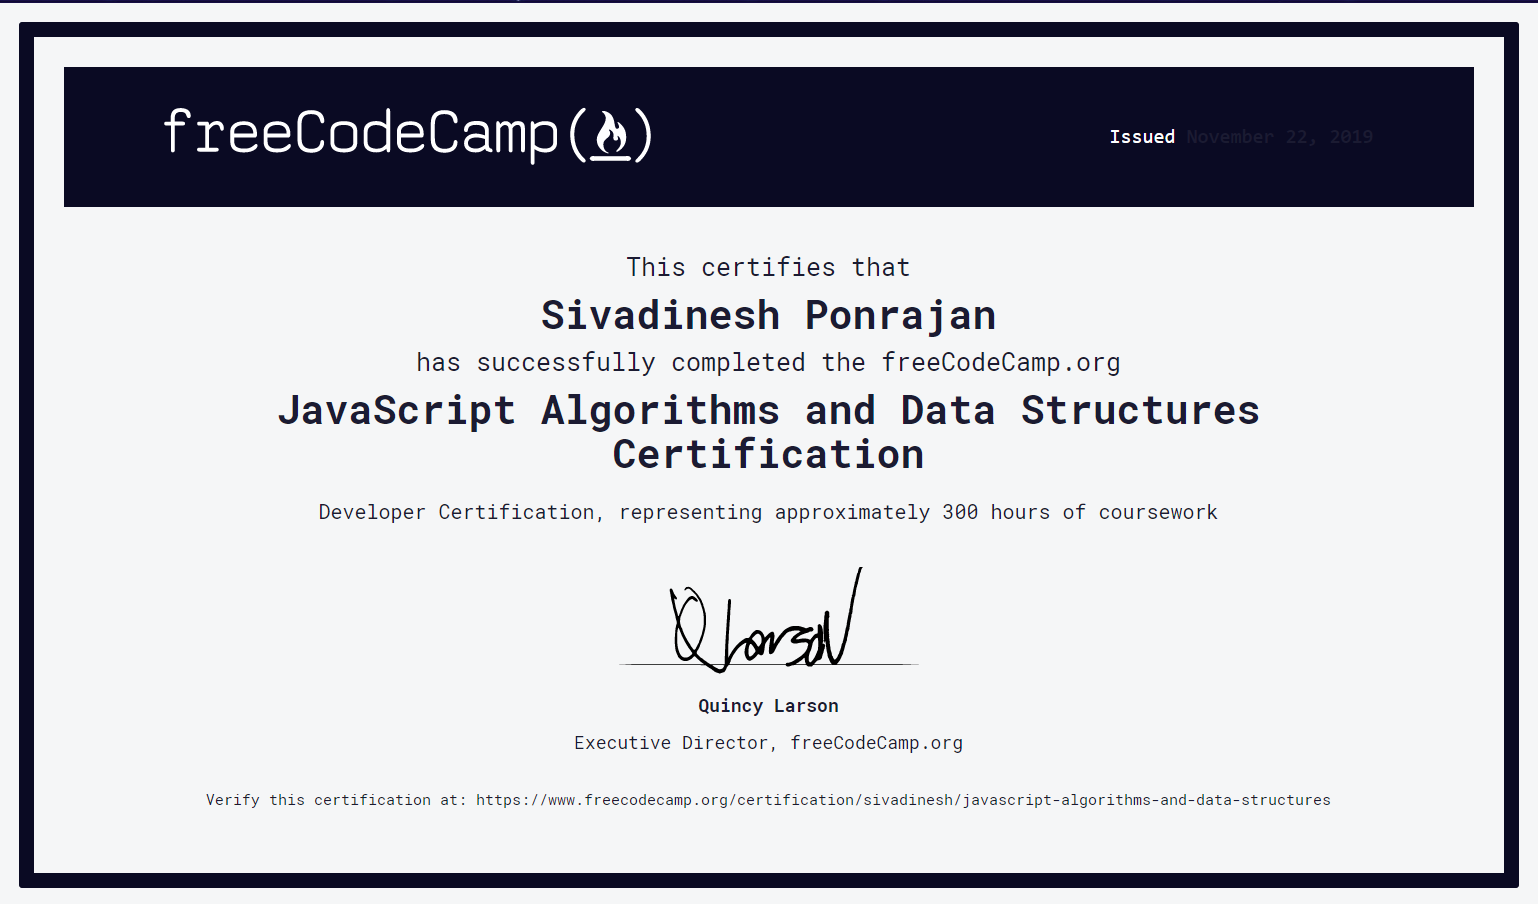 freeCodeCamp(🔥)
Issued November 22, 2019
This certifies that
Sivadinesh Ponrajan
has successfully completed the freeCodeCamp.org
JavaScript Algorithms and Data Structures
Certification
Developer Certification, representing approximately 300 hours of coursework
Q Larson
Quincy Larson
Executive Director, freeCodeCamp.org
Verify this certification at: https://www.freecodecamp.org/certification/sivadinesh/javascript-algorithms-and-data-structures